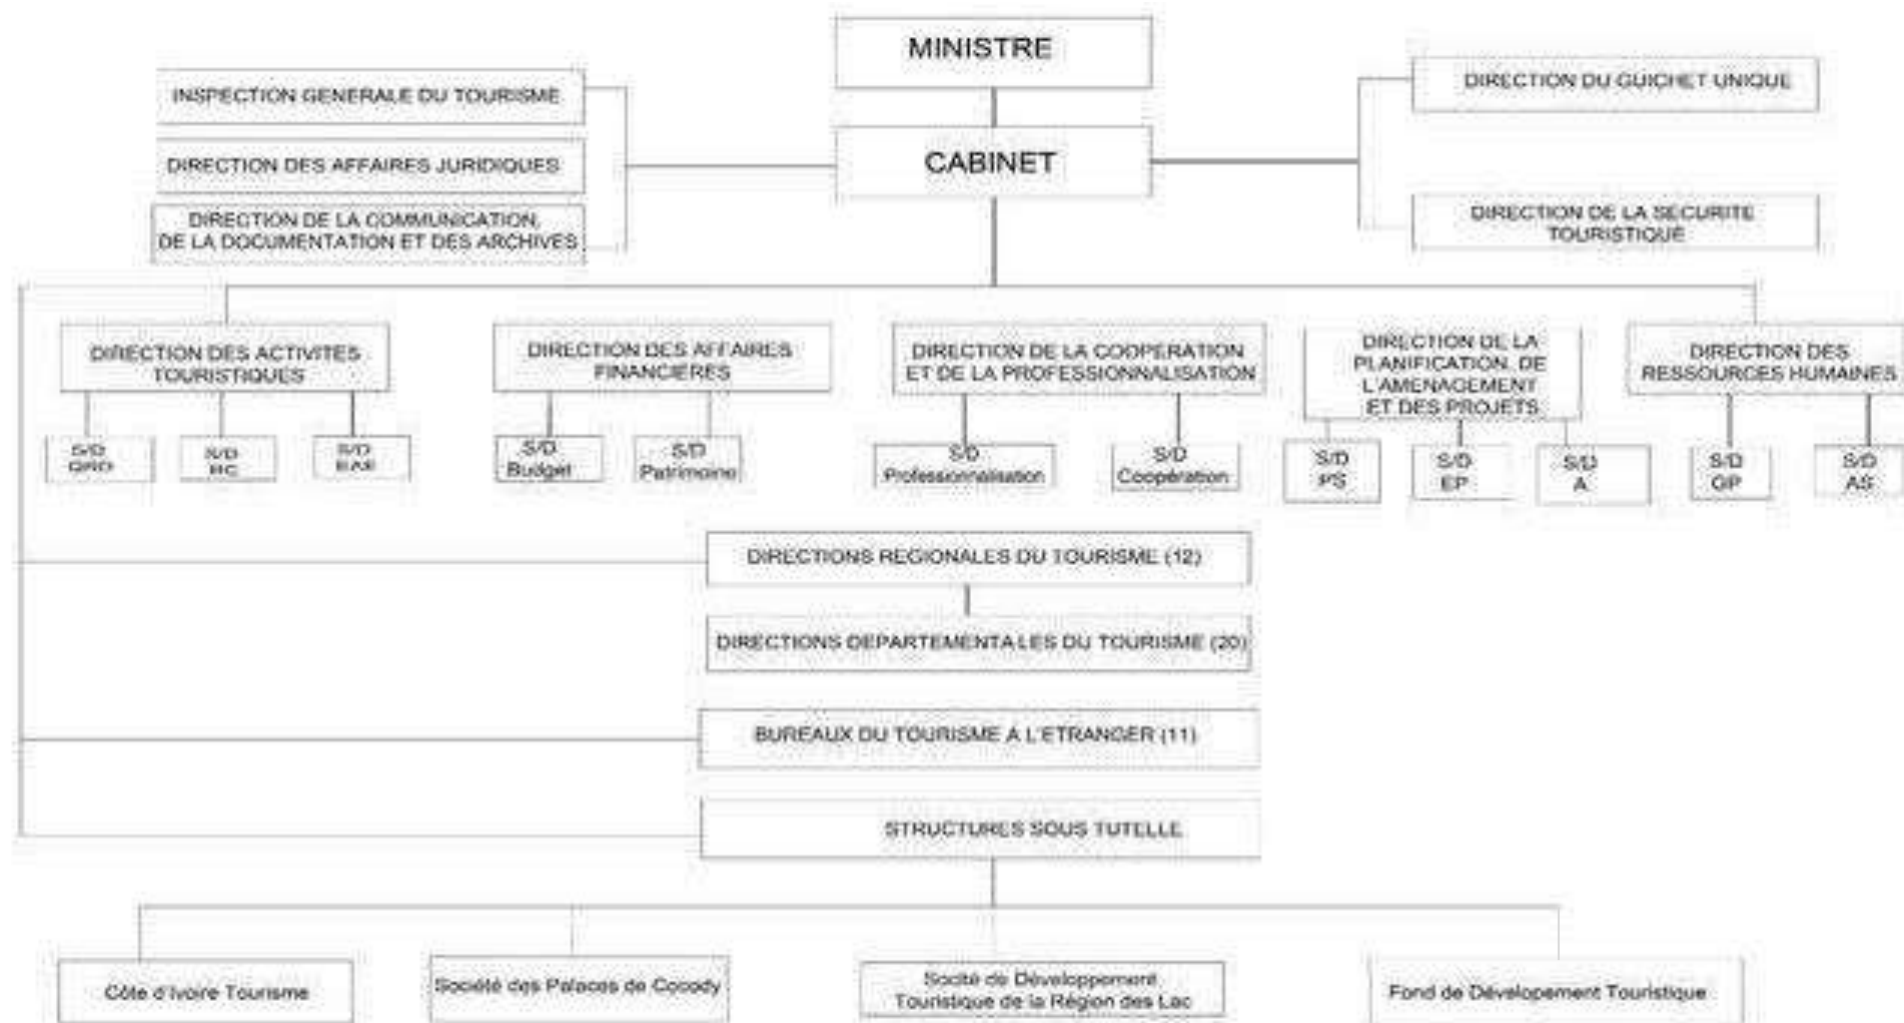 MINISTRE
INSPECTION GENERALE DU TOURISME
DIRECTION DU GUICHET UNIQUE
CABINET
DIRECTION DES AFFAIRES JURIDIQUES
DIRECTION DE LA COMMUNICATION,
DE LA DOCUMENTATION ET DES ARCHIVES
DIRECTION DE LA SECURITE
TOURISTIQUE
DIRECTION DES ACTIVITES
TOURISTIQUES
DIRECTION DES AFFAIRES
FINANCIERES
DIRECTION DE LA COOPERATION
ET DE LA PROFESSIONNALISATION
DIRECTION DE LA
PLANIFICATION, DE
L'AMENAGEMENT
ET DES PROJETS
DIRECTION DES
RESSOURCES HUMAINES
S/D
S/D
S/D
S/D
Budget
S/D
Patrimoine
S/D
Professionnalisation
S/D
Coopération
S/D
PS
S/D
EP
S/D
A
S/D
GP
S/D
AS
DIRECTIONS REGIONALES DU TOURISME (12)
DIRECTIONS DEPARTEMENTALES DU TOURISME (20)
BUREAUX DU TOURISME A L'ETRANGER (11)
STRUCTURES SOUS TUTELLE
Côte d'Ivoire Tourisme
Société des Palaces de Cocody
Socité de Développement
Touristique de la Région des Lac
Fond de Dévelopement Touristique